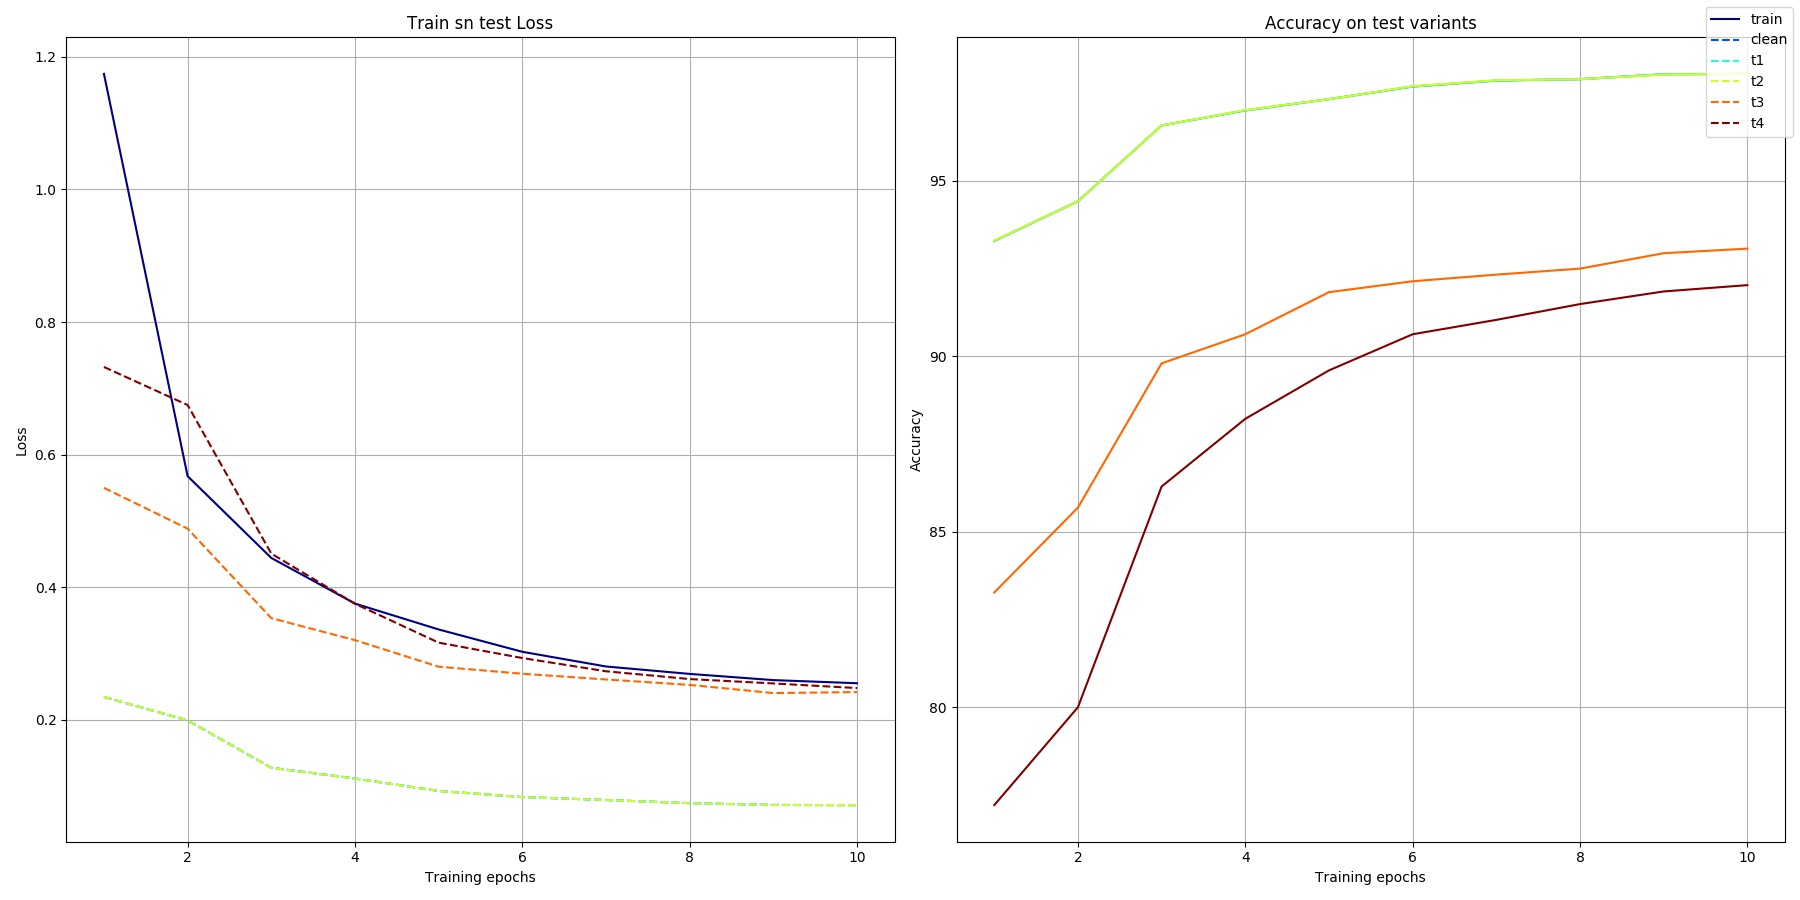 Train sn test Loss
1.2
1.0
0.8
0.6
0.4
0.2
Loss
2
4
6
8
10
Training epochs
Accuracy on test variants
95
90
85
80
Accuracy
2
4
6
8
10
Training epochs
train
clean
t1
t2
t3
t4